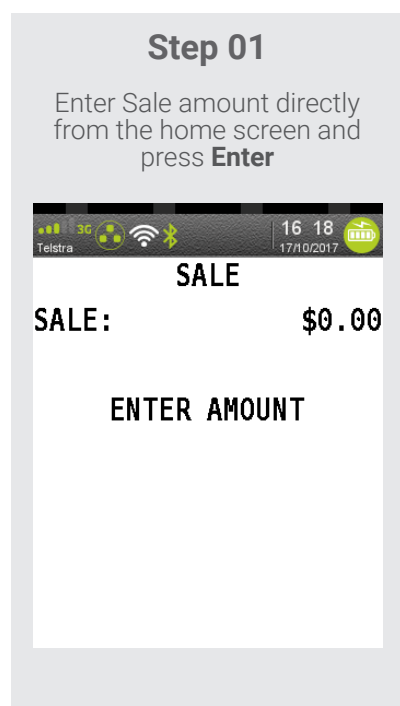 Step 01
Enter Sale amount directly
from the home screen and
press Enter
3G 16 18
Telstra 17/10/2017
SALE
SALE: $0.00
ENTER AMOUNT